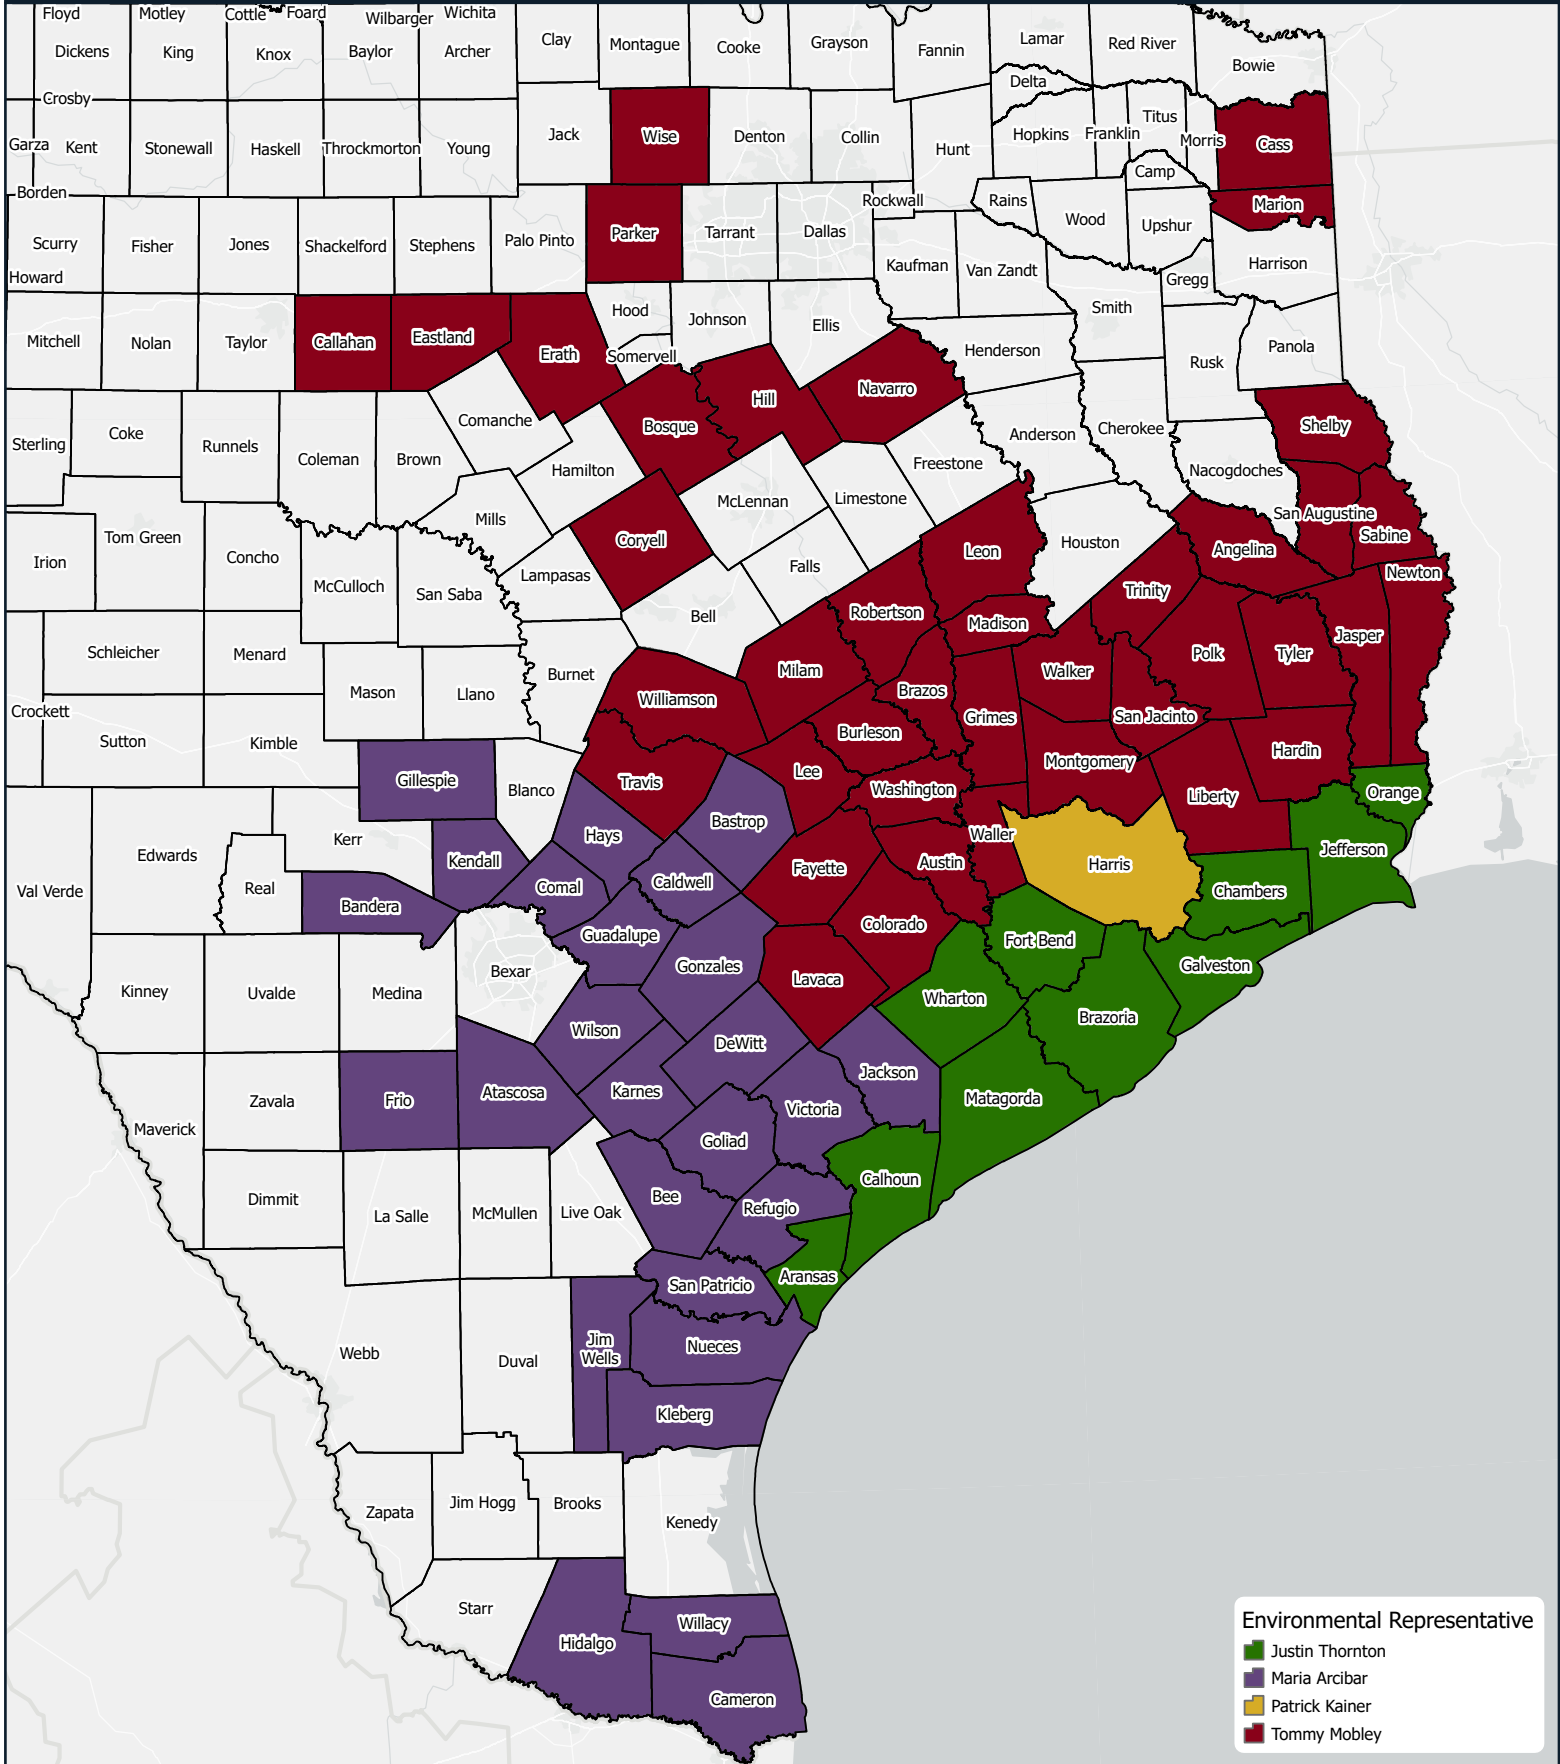 Floyd
Motley
Cottle
Foard
Wilbarger
Wichita
Dickens
King
Knox
Baylor
Archer
Clay
Montague
Cooke
Grayson
Fannin
Lamar
Red River
Bowie
Delta
Crosby
Garza
Kent
Stonewall
Haskell
Throckmorton
Young
Jack
Wise
Denton
Collin
Hunt
Hopkins
Franklin
Titus
Morris
Cass
Camp
Borden
Rockwall
Rains
Wood
Upshur
Marion
Scurry
Fisher
Jones
Shackelford
Stephens
Palo Pinto
Parker
Tarrant
Dallas
Kaufman
Van Zandt
Smith
Gregg
Harrison
Howard
Mitchell
Nolan
Taylor
Callahan
Eastland
Erath
Hood
Somervell
Johnson
Ellis
Henderson
Rusk
Panola
Sterling
Coke
Runnels
Coleman
Brown
Comanche
Hamilton
Bosque
Hill
Navarro
Freestone
Anderson
Cherokee
Nacogdoches
Shelby
San Augustine
Sabine
Irion
Tom Green
Concho
McCulloch
San Saba
Mills
Lampasas
Coryell
McLennan
Limestone
Falls
Bell
Leon
Houston
Trinity
Angelina
Newton
Schleicher
Menard
Mason
Llano
Burnet
Williamson
Milam
Robertson
Madison
Brazos
Grimes
Walker
San Jacinto
Polk
Tyler
Jasper
Crockett
Sutton
Kimble
Gillespie
Blanco
Travis
Lee
Burleson
Washington
Montgomery
Liberty
Hardin
Orange
Val Verde
Edwards
Real
Kerr
Kendall
Bandera
Hays
Comal
Caldwell
Bastrop
Fayette
Austin
Waller
Harris
Chambers
Jefferson
Kinney
Uvalde
Medina
Bexar
Guadalupe
Gonzales
Lavaca
Colorado
Fort Bend
Wharton
Brazoria
Galveston
Maverick
Zavala
Frio
Atascosa
Wilson
Karnes
DeWitt
Victoria
Jackson
Matagorda
Dimmit
La Salle
McMullen
Live Oak
Bee
Goliad
Refugio
Calhoun
Aransas
San Patricio
Webb
Duval
Jim
Wells
Nueces
Kleberg
Zapata
Jim Hogg
Brooks
Kenedy
Starr
Hidalgo
Willacy
Cameron
Environmental Representative
Justin Thornton
Maria Arcibar
Patrick Kainer
Tommy Mobley